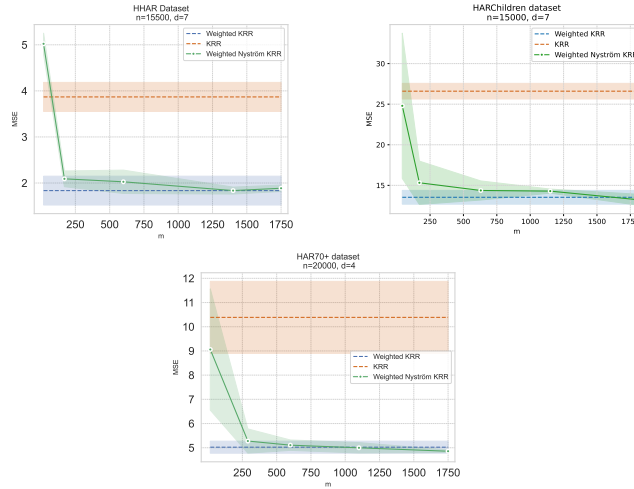 HHAR Dataset
n=15500, d=7
Weighted KRR
KRR
Weighted Nyström KRR
MSE
5
4
3
2
250 500 750 1000 1250 1500 1750
m
HARChildren dataset
n=15000, d=7
Weighted KRR
KRR
Weighted Nyström KRR
MSE
30
25
20
15
250 500 750 1000 1250 1500 1750
m
HAR70+ dataset
n=20000, d=4
Weighted KRR
KRR
Weighted Nyström KRR
MSE
12
11
10
9
8
7
6
5
250 500 750 1000 1250 1500 1750
m